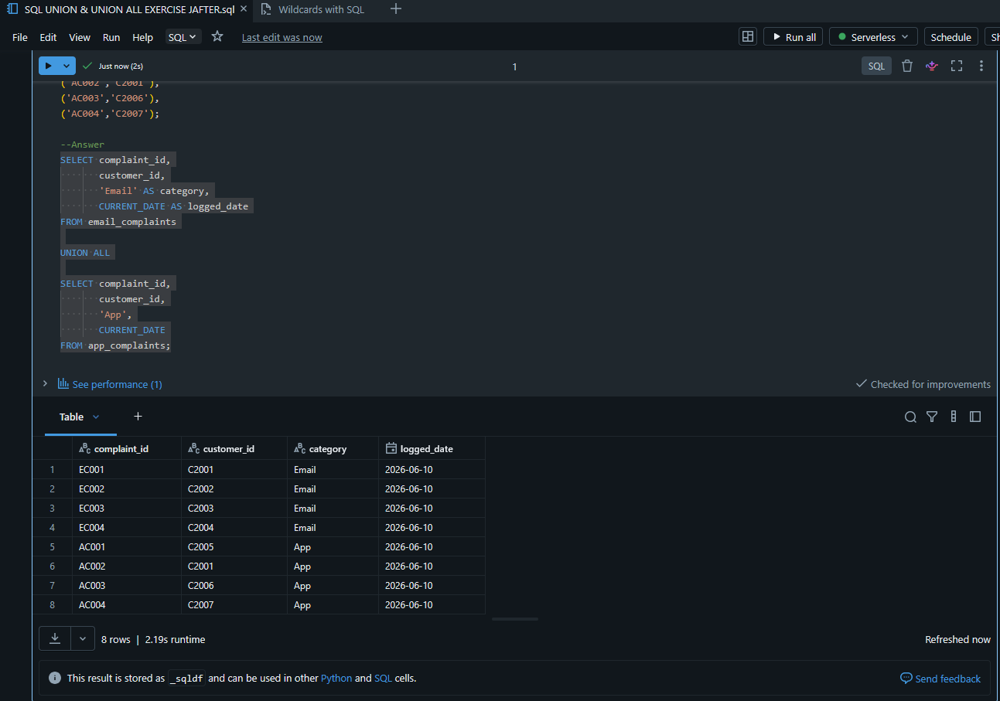 SQL UNION & UNION ALL EXERCISE JAFTER.sql
Wildcards with SQL
File Edit View Run Help SQL Last edit was now
Run all Serverless Schedule Sh
Just now (2s) 1 SQL
('AC002','C2001'),
('AC003','C2006'),
('AC004','C2007');
--Answer
SELECT complaint_id,
customer_id,
'Email' AS category,
CURRENT_DATE AS logged_date
FROM email_complaints
UNION ALL
SELECT complaint_id,
customer_id,
'App',
CURRENT_DATE
FROM app_complaints;
See performance (1) Checked for improvements
Table
complaint_id customer_id category logged_date
1 EC001 C2001 Email 2026-06-10
2 EC002 C2002 Email 2026-06-10
3 EC003 C2003 Email 2026-06-10
4 EC004 C2004 Email 2026-06-10
5 AC001 C2005 App 2026-06-10
6 AC002 C2001 App 2026-06-10
7 AC003 C2006 App 2026-06-10
8 AC004 C2007 App 2026-06-10
8 rows | 2.19s runtime Refreshed now
This result is stored as _sqldf and can be used in other Python and SQL cells. Send feedback